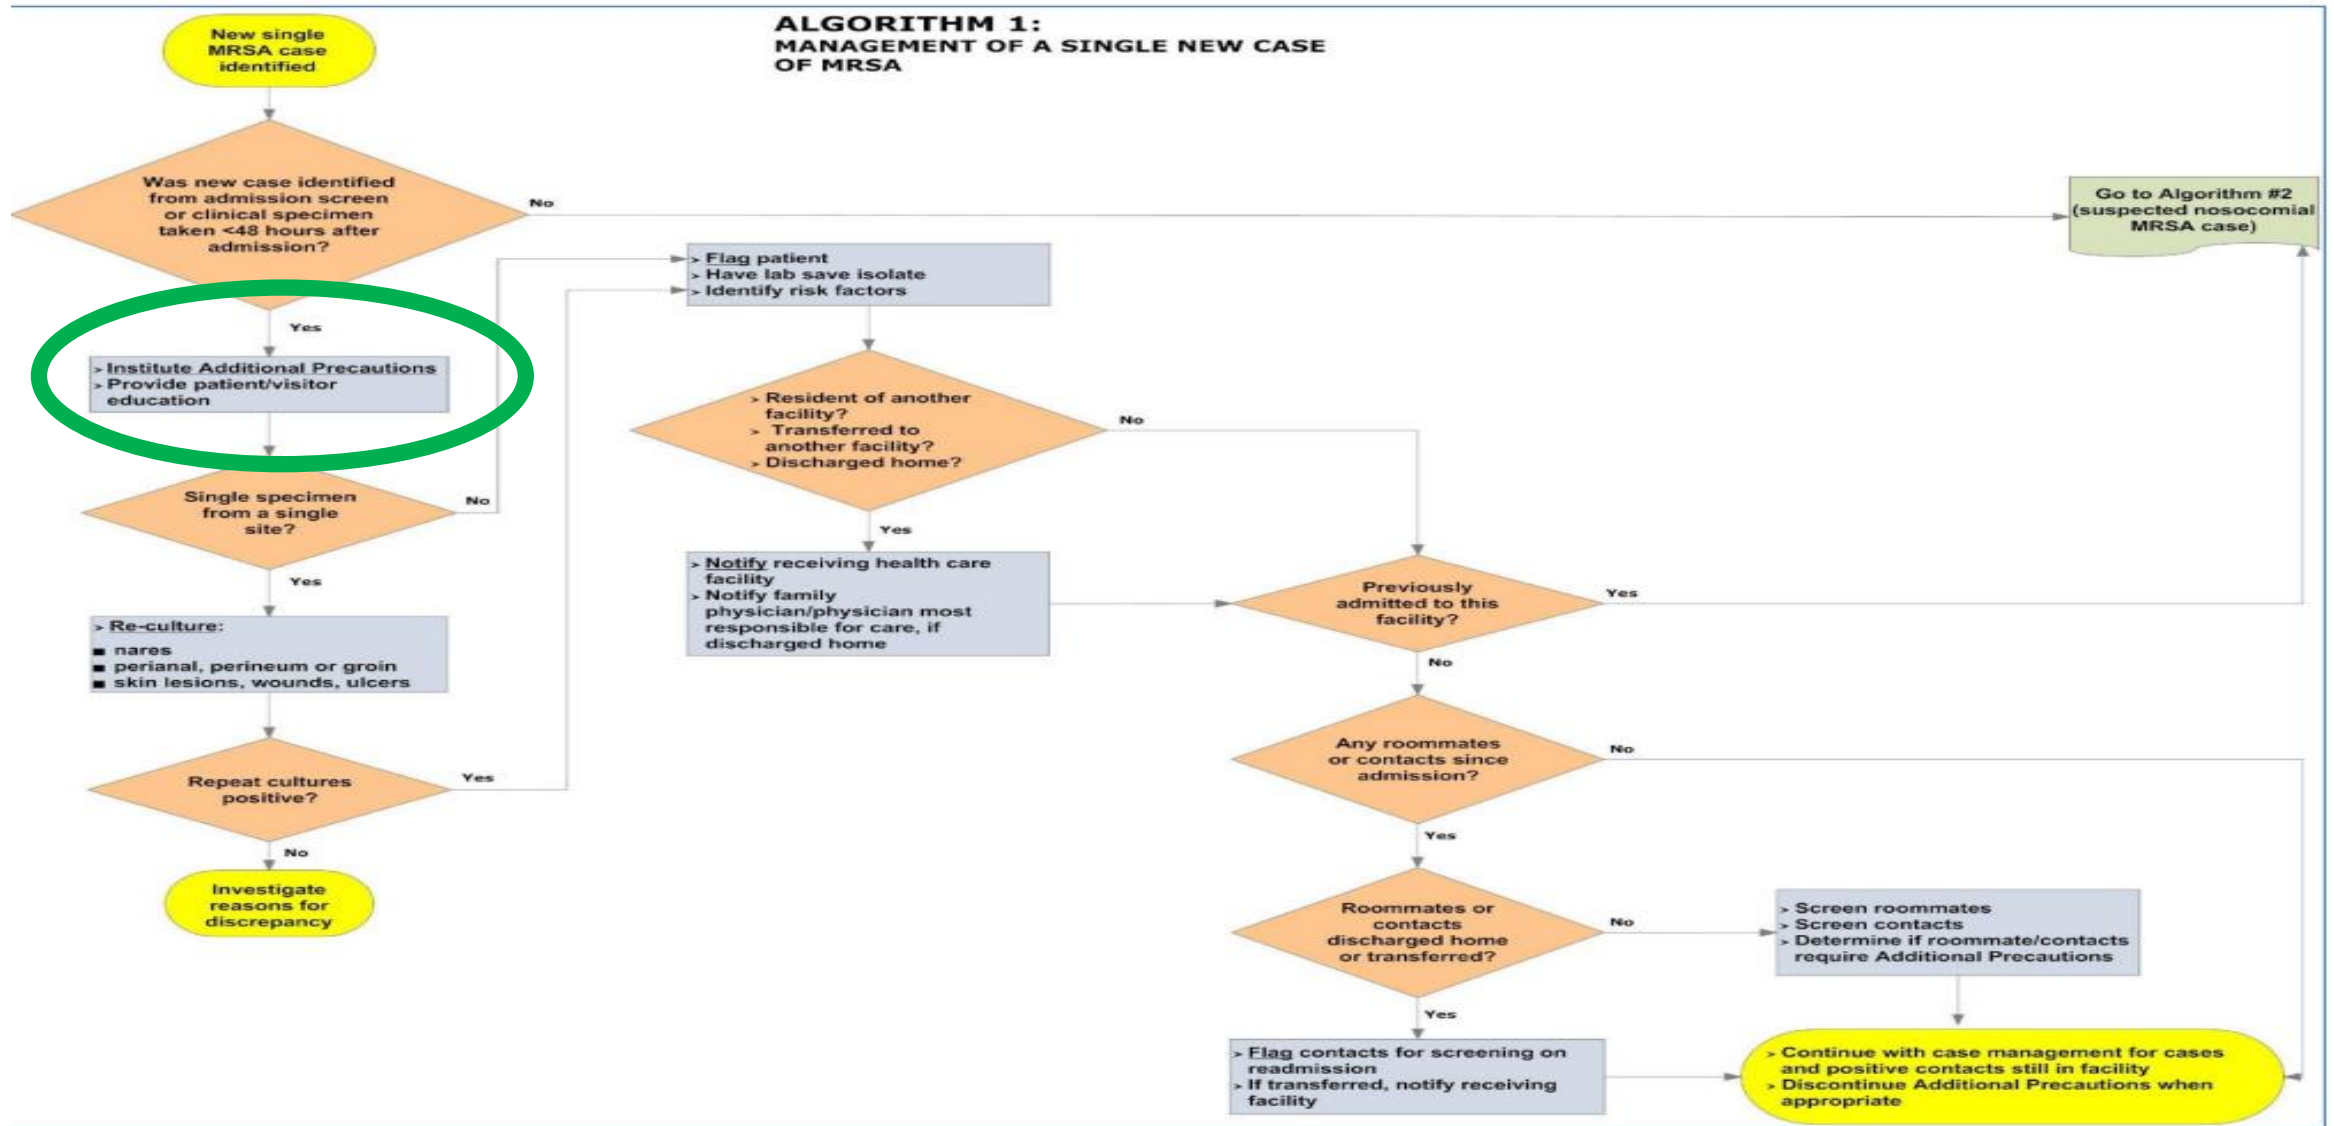 ALGORITHM 1:
MANAGEMENT OF A SINGLE NEW CASE
OF MRSA
New single
MRSA case
identified
Was new case identified
from admission screen
or clinical specimen
taken <48 hours after
admission?
No
Go to Algorithm #2
(suspected nosocomial
MRSA case)
Yes
> Institute Additional Precautions
> Provide patient/visitor
education
Single specimen
from a single
site?
No
Yes
> Re-culture:
■ nares
■ perianal, perineum or groin
■ skin lesions, wounds, ulcers
Repeat cultures
positive?
Yes
No
Investigate
reasons for
discrepancy
> Flag patient
> Have lab save isolate
> Identify risk factors
> Resident of another
facility?
> Transferred to
another facility?
> Discharged home?
No
Yes
> Notify receiving health care
facility
> Notify family
physician/physician most
responsible for care, if
discharged home
Previously
admitted to this
facility?
Yes
No
Any roommates
or contacts since
admission?
No
Yes
Roommates or
contacts
discharged home
or transferred?
No
> Screen roommates
> Screen contacts
> Determine if roommate/contacts
require Additional Precautions
Yes
> Flag contacts for screening on
readmission
> If transferred, notify receiving
facility
> Continue with case management for cases
and positive contacts still in facility
> Discontinue Additional Precautions when
appropriate